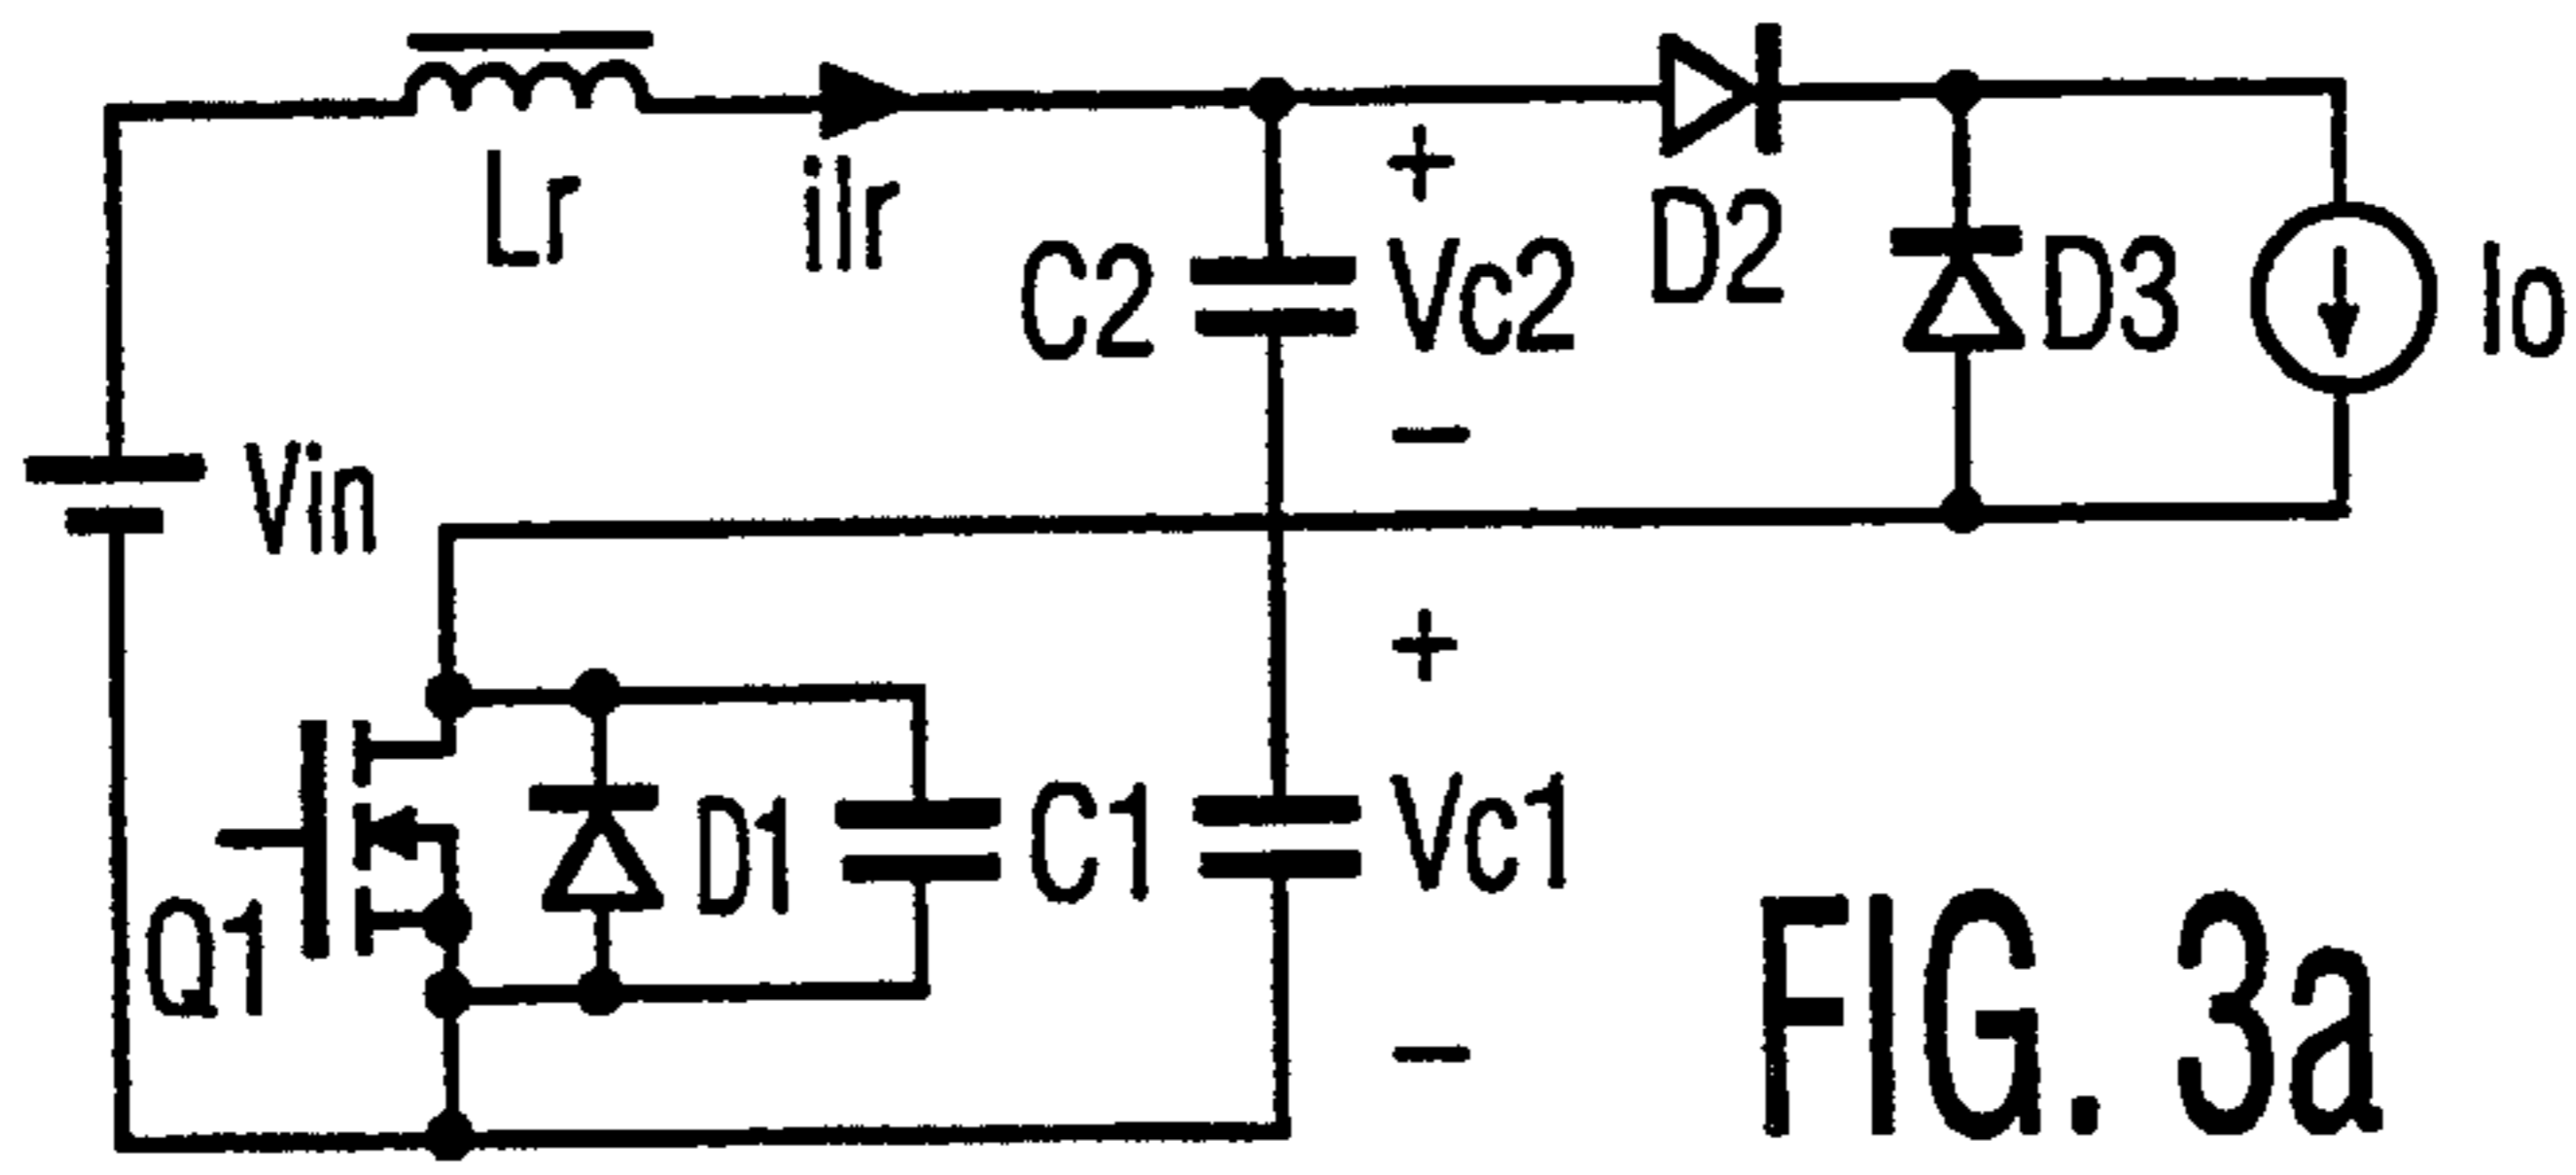 Lr
ilr
+
C2
Vc2
−
D2
D3
Io
Vin
+
Q1
D1
C1
Vc1
−
FIG. 3a